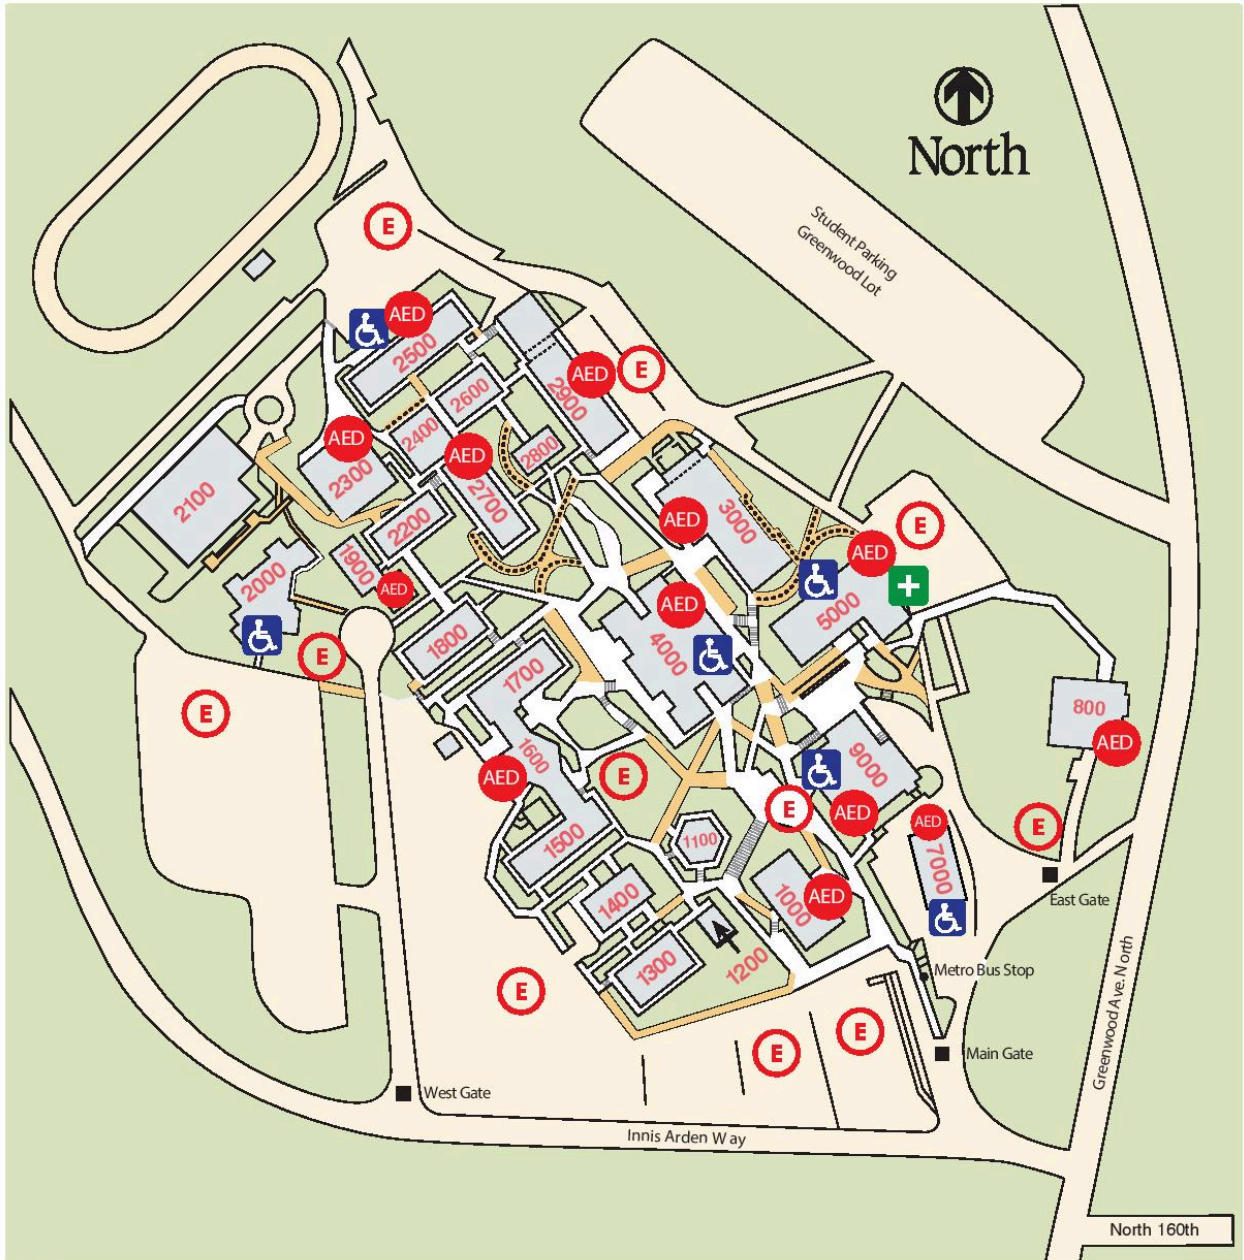 North
Student Parking
Greenwood Lot
E
AED
2500
AED
E
2600
2900
AED
2400
AED
2800
2300
2100
2700
2200
AED
3000
E
AED
1900
2000
AED
AED
5000
1800
4000
E
1700
800
E
AED
1600
AED
E
9000
E
AED
AED
E
1500
1100
7000
1400
1000
AED
East Gate
1300
1200
Metro Bus Stop
E
E
E
Main Gate
West Gate
Greenwood Ave. North
Innis Arden Way
North 160th